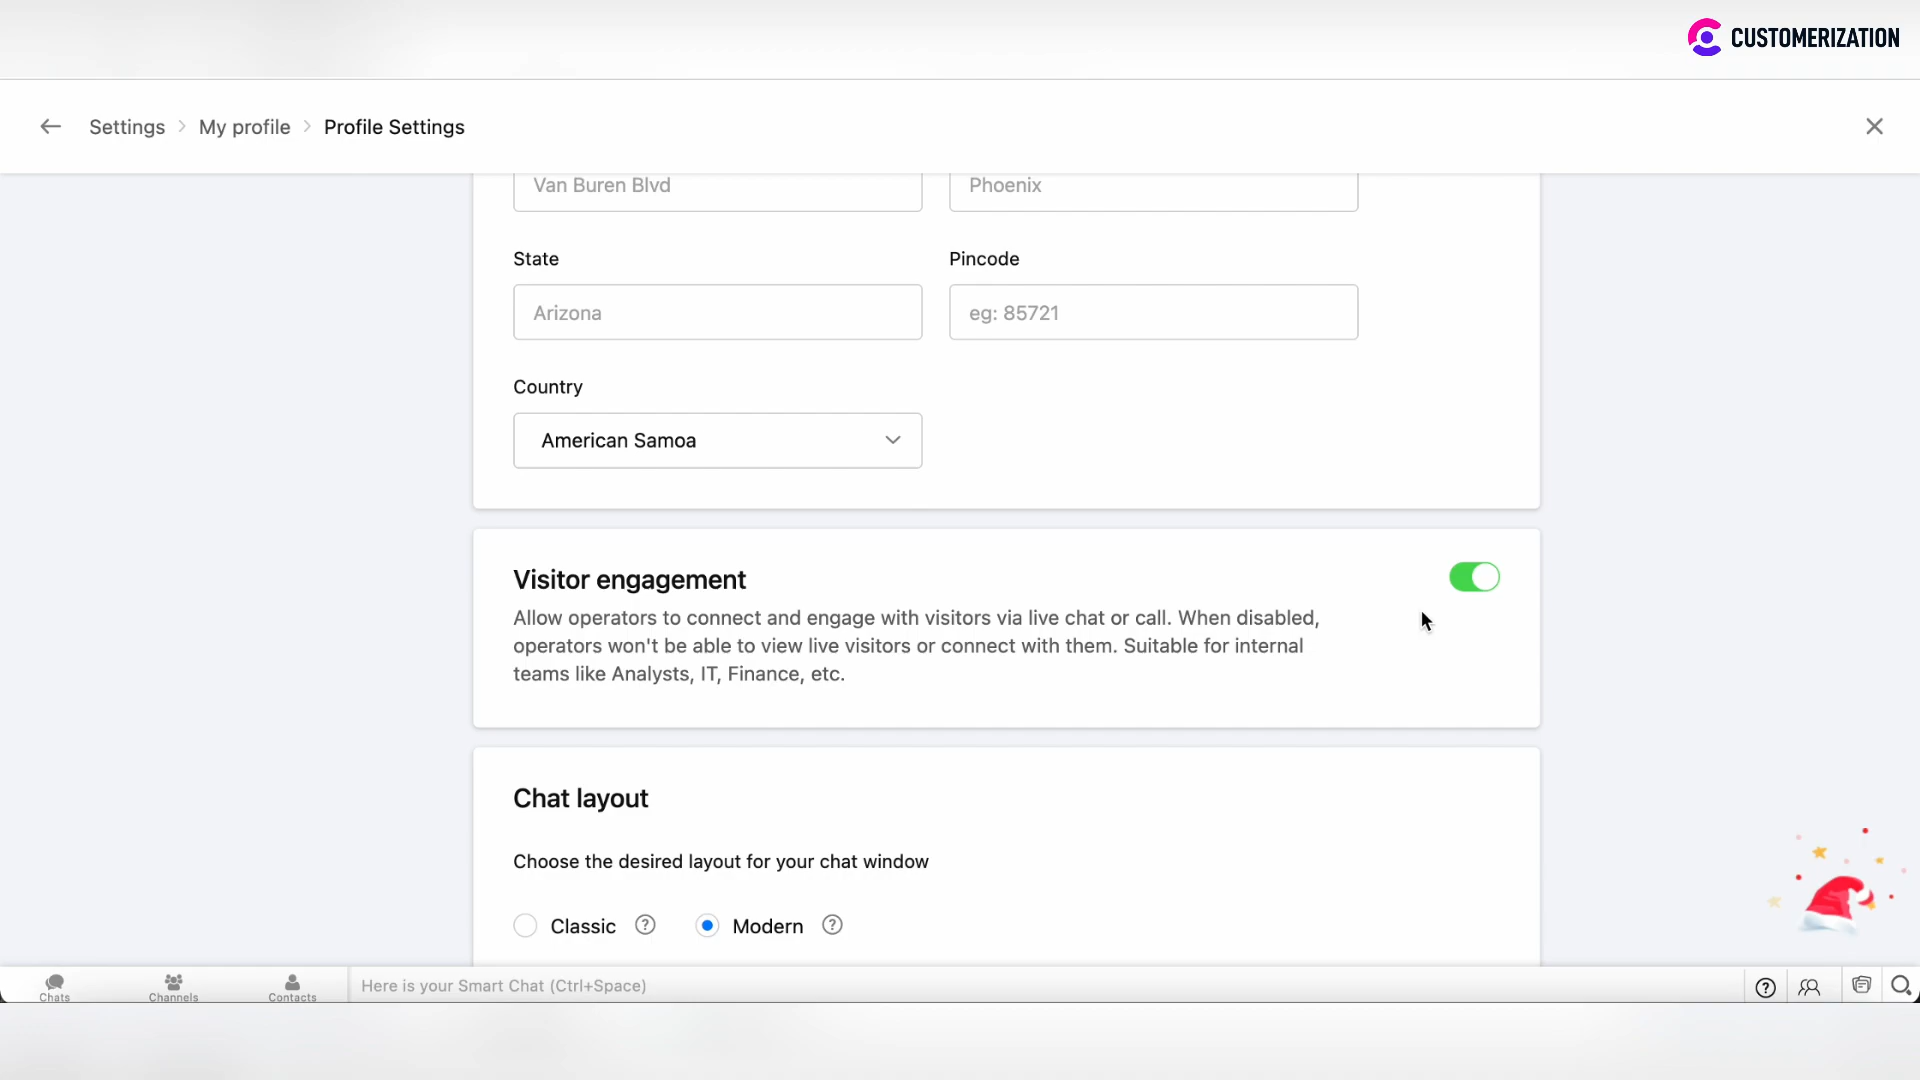 CUSTOMERIZATION
Settings > My profile > Profile Settings
Van Buren Blvd
Phoenix
State
Pincode
Arizona
eg: 85721
Country
American Samoa
Visitor engagement
Allow operators to connect and engage with visitors via live chat or call. When disabled,
operators won't be able to view live visitors or connect with them. Suitable for internal
teams like Analysts, IT, Finance, etc.
Chat layout
Choose the desired layout for your chat window
Classic ? Modern ?
Chats
Channels
Contacts
Here is your Smart Chat (Ctrl+Space)
?